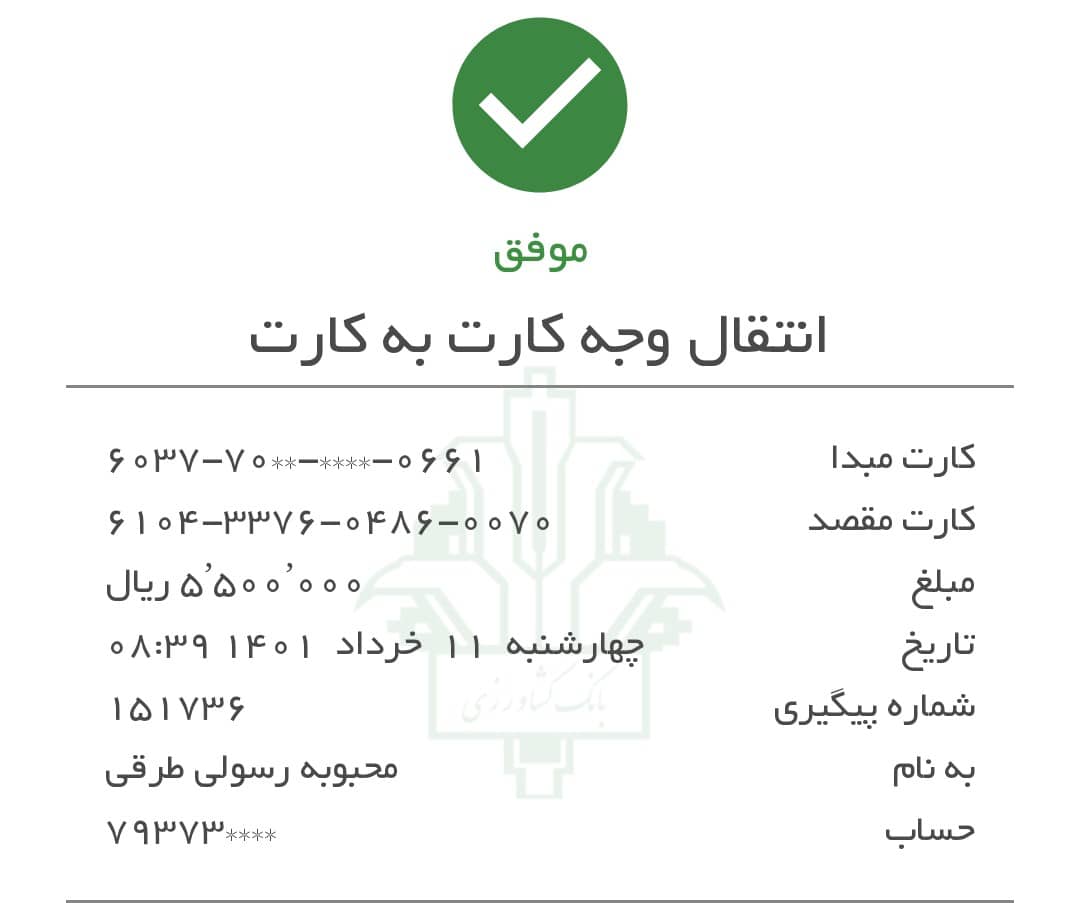 موفق
انتقال وجه کارت به کارت
کارت مبدا ۶۰۳۷-۷۰**-****-۰۶۶۱
کارت مقصد ۶۱۰۴-۳۳۷۶-۰۴۸۶-۰۰۷۰
مبلغ ۵٬۵۰۰٬۰۰۰ ریال
تاریخ چهارشنبه ۱۱ خرداد ۱۴۰۱ ۰۸:۳۹
بانک کشاورزی
شماره پیگیری ۱۵۱۷۳۶
به نام محبوبه رسولی طرقی
حساب ۷۹۳۷۳****